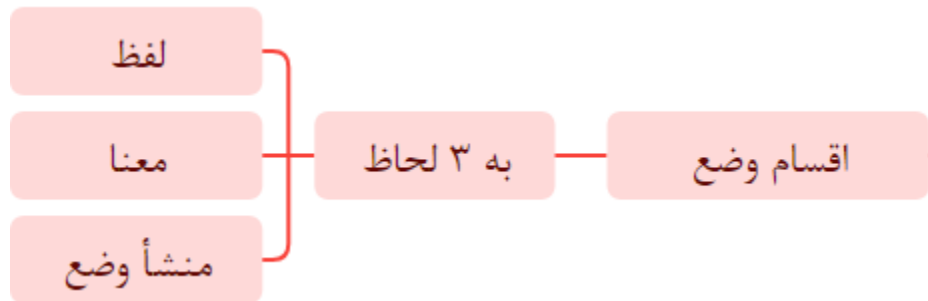 اقسام وضع
به ۳ لحاظ
لفظ
معنا
منشأ وضع